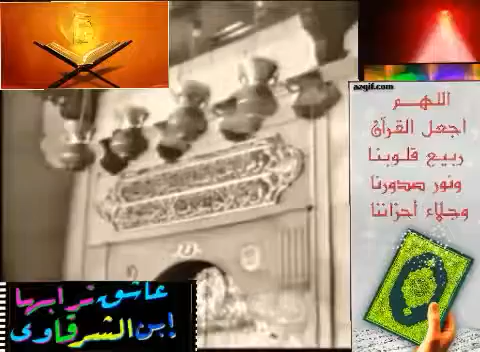 azgif.com
اللهم
اجعل القرآن
ربيع قلوبنا
ونور صدورنا
وجلاء أحزاننا
عاشق ترابها
إبن الشرقاوى